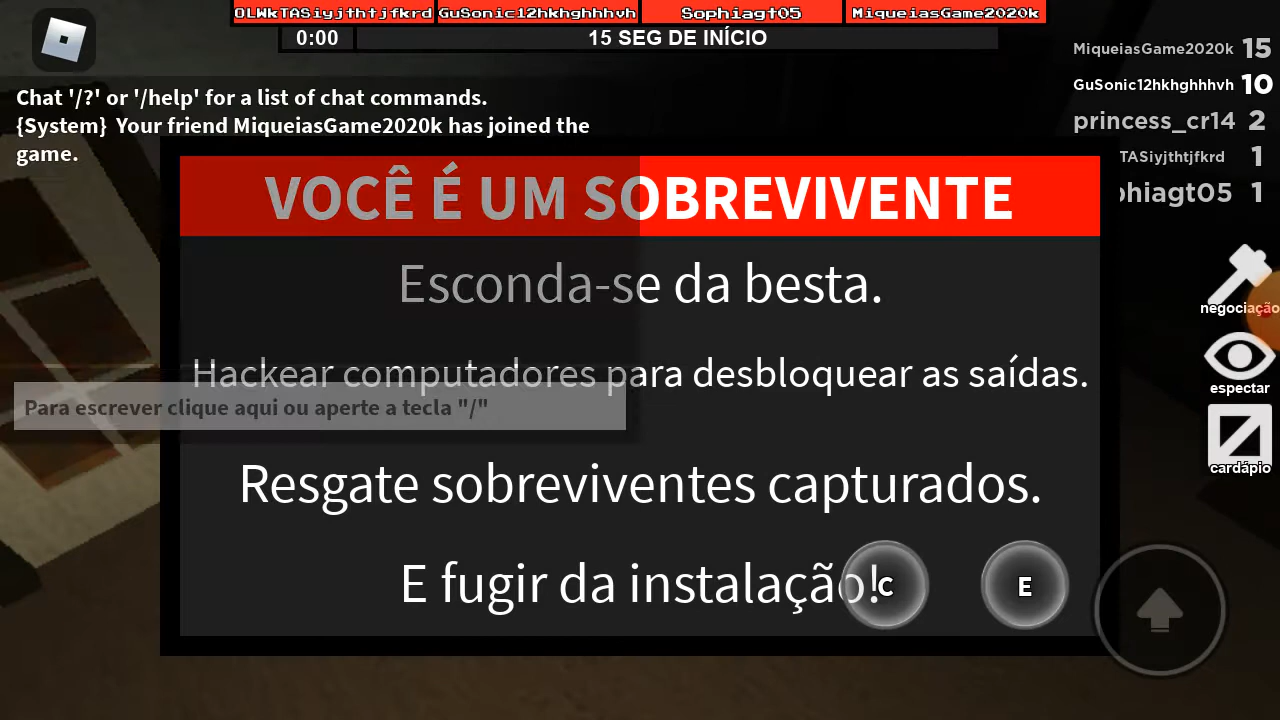 OLWkTASiyjthtjfkrd GuSonic12hkhghhhvh Sophiagt05 MiqueiasGame2020k
0:00 15 SEG DE INÍCIO
MiqueiasGame2020k 15
GuSonic12hkhghhhvh 10
princess_cr14 2
TASiyjthtjfkrd 1
phiagt05 1
Chat '/?' or '/help' for a list of chat commands.
{System} Your friend MiqueiasGame2020k has joined the
game.
VOCÊ É UM SOBREVIVENTE
Esconda-se da besta.
Hackear computadores para desbloquear as saídas.
Para escrever clique aqui ou aperte a tecla "/"
Resgate sobreviventes capturados.
E fugir da instalação!
C
E
negociação
espectar
cardápio